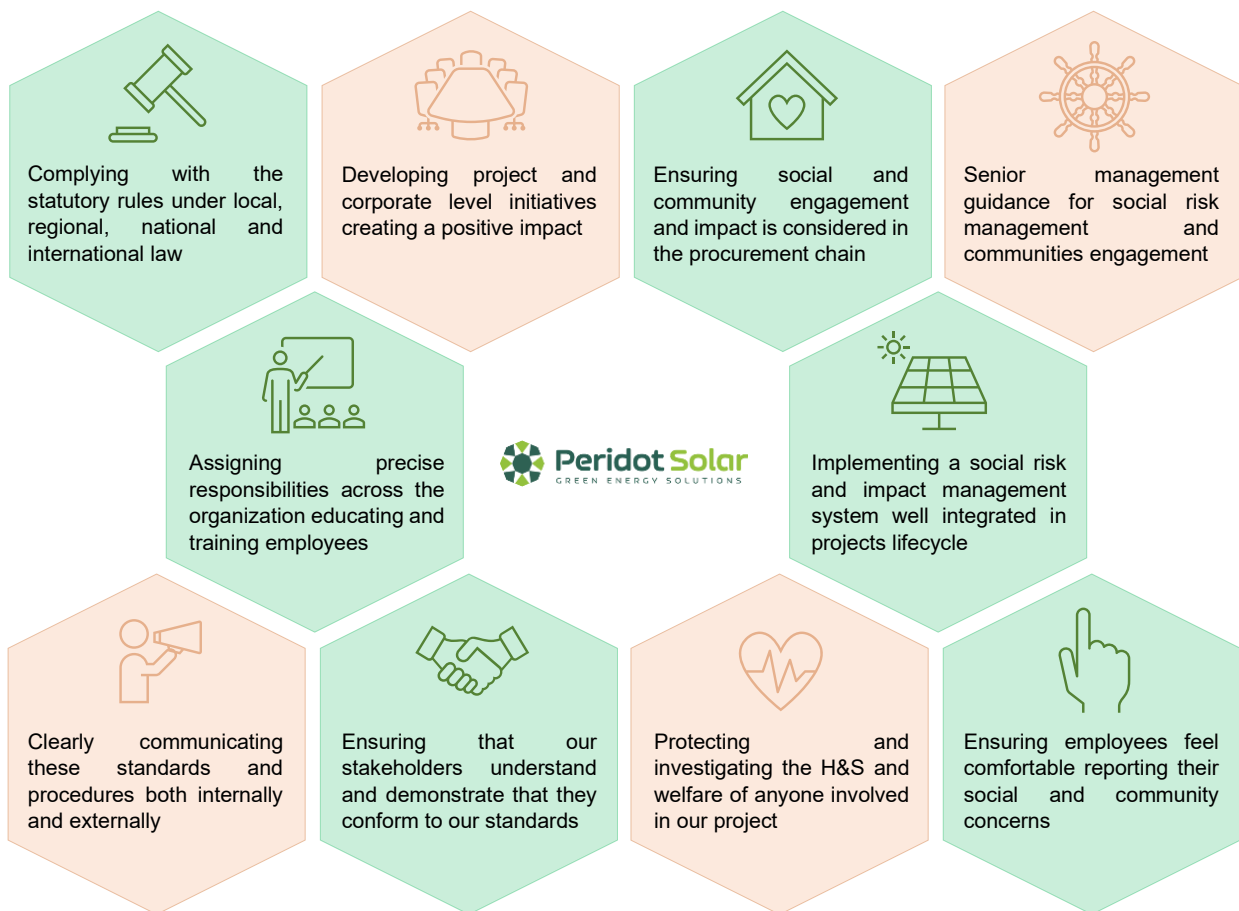 Complying with the
statutory rules under local,
regional, national and
international law
Developing project and
corporate level initiatives
creating a positive impact
Ensuring social and
community engagement
and impact is considered in
the procurement chain
Senior management
guidance for social risk
management and
communities engagement
Assigning precise
responsibilities across the
organization educating and
training employees
Peridot Solar
GREEN ENERGY SOLUTIONS
Implementing a social risk
and impact management
system well integrated in
projects lifecycle
Clearly communicating
these standards and
procedures both internally
and externally
Ensuring that our
stakeholders understand
and demonstrate that they
conform to our standards
Protecting and
investigating the H&S and
welfare of anyone involved
in our project
Ensuring employees feel
comfortable reporting their
social and community
concerns